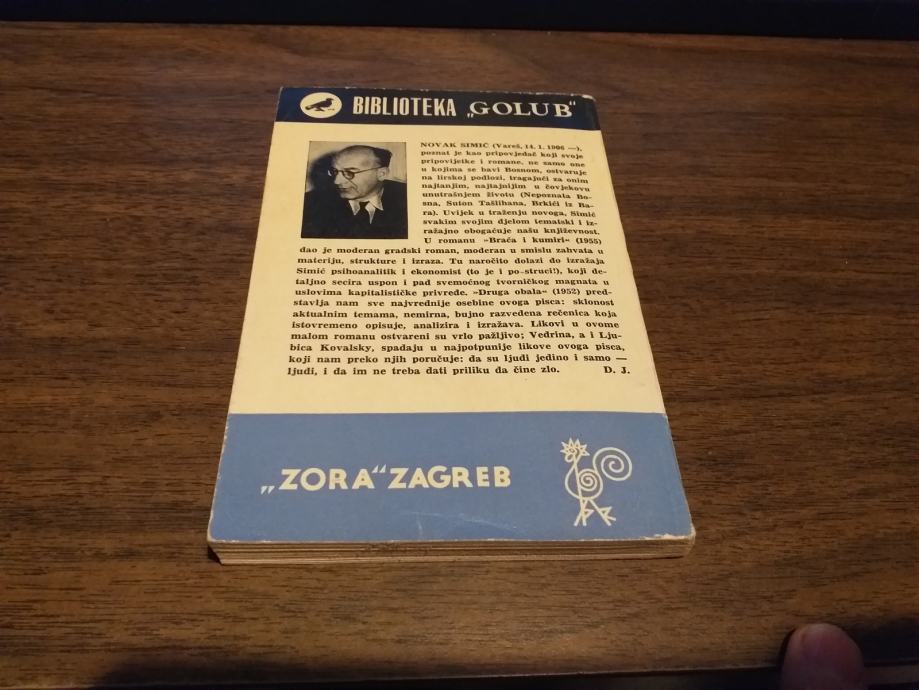 BIBLIOTEKA „GOLUB"
NOVAK SIMIĆ (Vareš, 14. 1. 1906 —),
poznat je kao pripovjedač koji svoje
pripovijetke i romane, ne samo one
u kojima se bavi Bosnom, ostvaruje
na lirskoj podlozi, tragajući za onim
najtanjim, najtajnijim u čovjekovu
unutrašnjem životu (Nepoznata Bo-
sna, Suton Tašlihana, Brkići iz Ba-
ra). Uvijek u traženju novoga, Simić
svakim svojim djelom tematski i iz-
ražajno obogaćuje našu književnost.
U romanu »Braća i kumiri« (1955)
dao je moderan gradski roman, moderan u smislu zahvata u
materiju, strukture i izraza. Tu naročito dolazi do izražaja
Simić psihoanalitik i ekonomist (to je i po struci!), koji de-
taljno secira uspon i pad svemoćnog tvorničkog magnata u
uslovima kapitalističke privrede. »Druga obala« (1952) pred-
stavlja nam sve najvrednije osebine ovoga pisca: sklonost
aktualnim temama, nemirna, bujno razvedena rečenica koja
istovremeno opisuje, analizira i izražava. Likovi u ovome
malom romanu ostvareni su vrlo pažljivo; Vedrina, a i Lju-
bica Kovalsky, spadaju u najpotpunije likove ovoga pisca,
koji nam preko njih poručuje: da su ljudi jedino i samo —
ljudi, i da im ne treba dati priliku da čine zlo. D. J.
„ZORA" ZAGREB